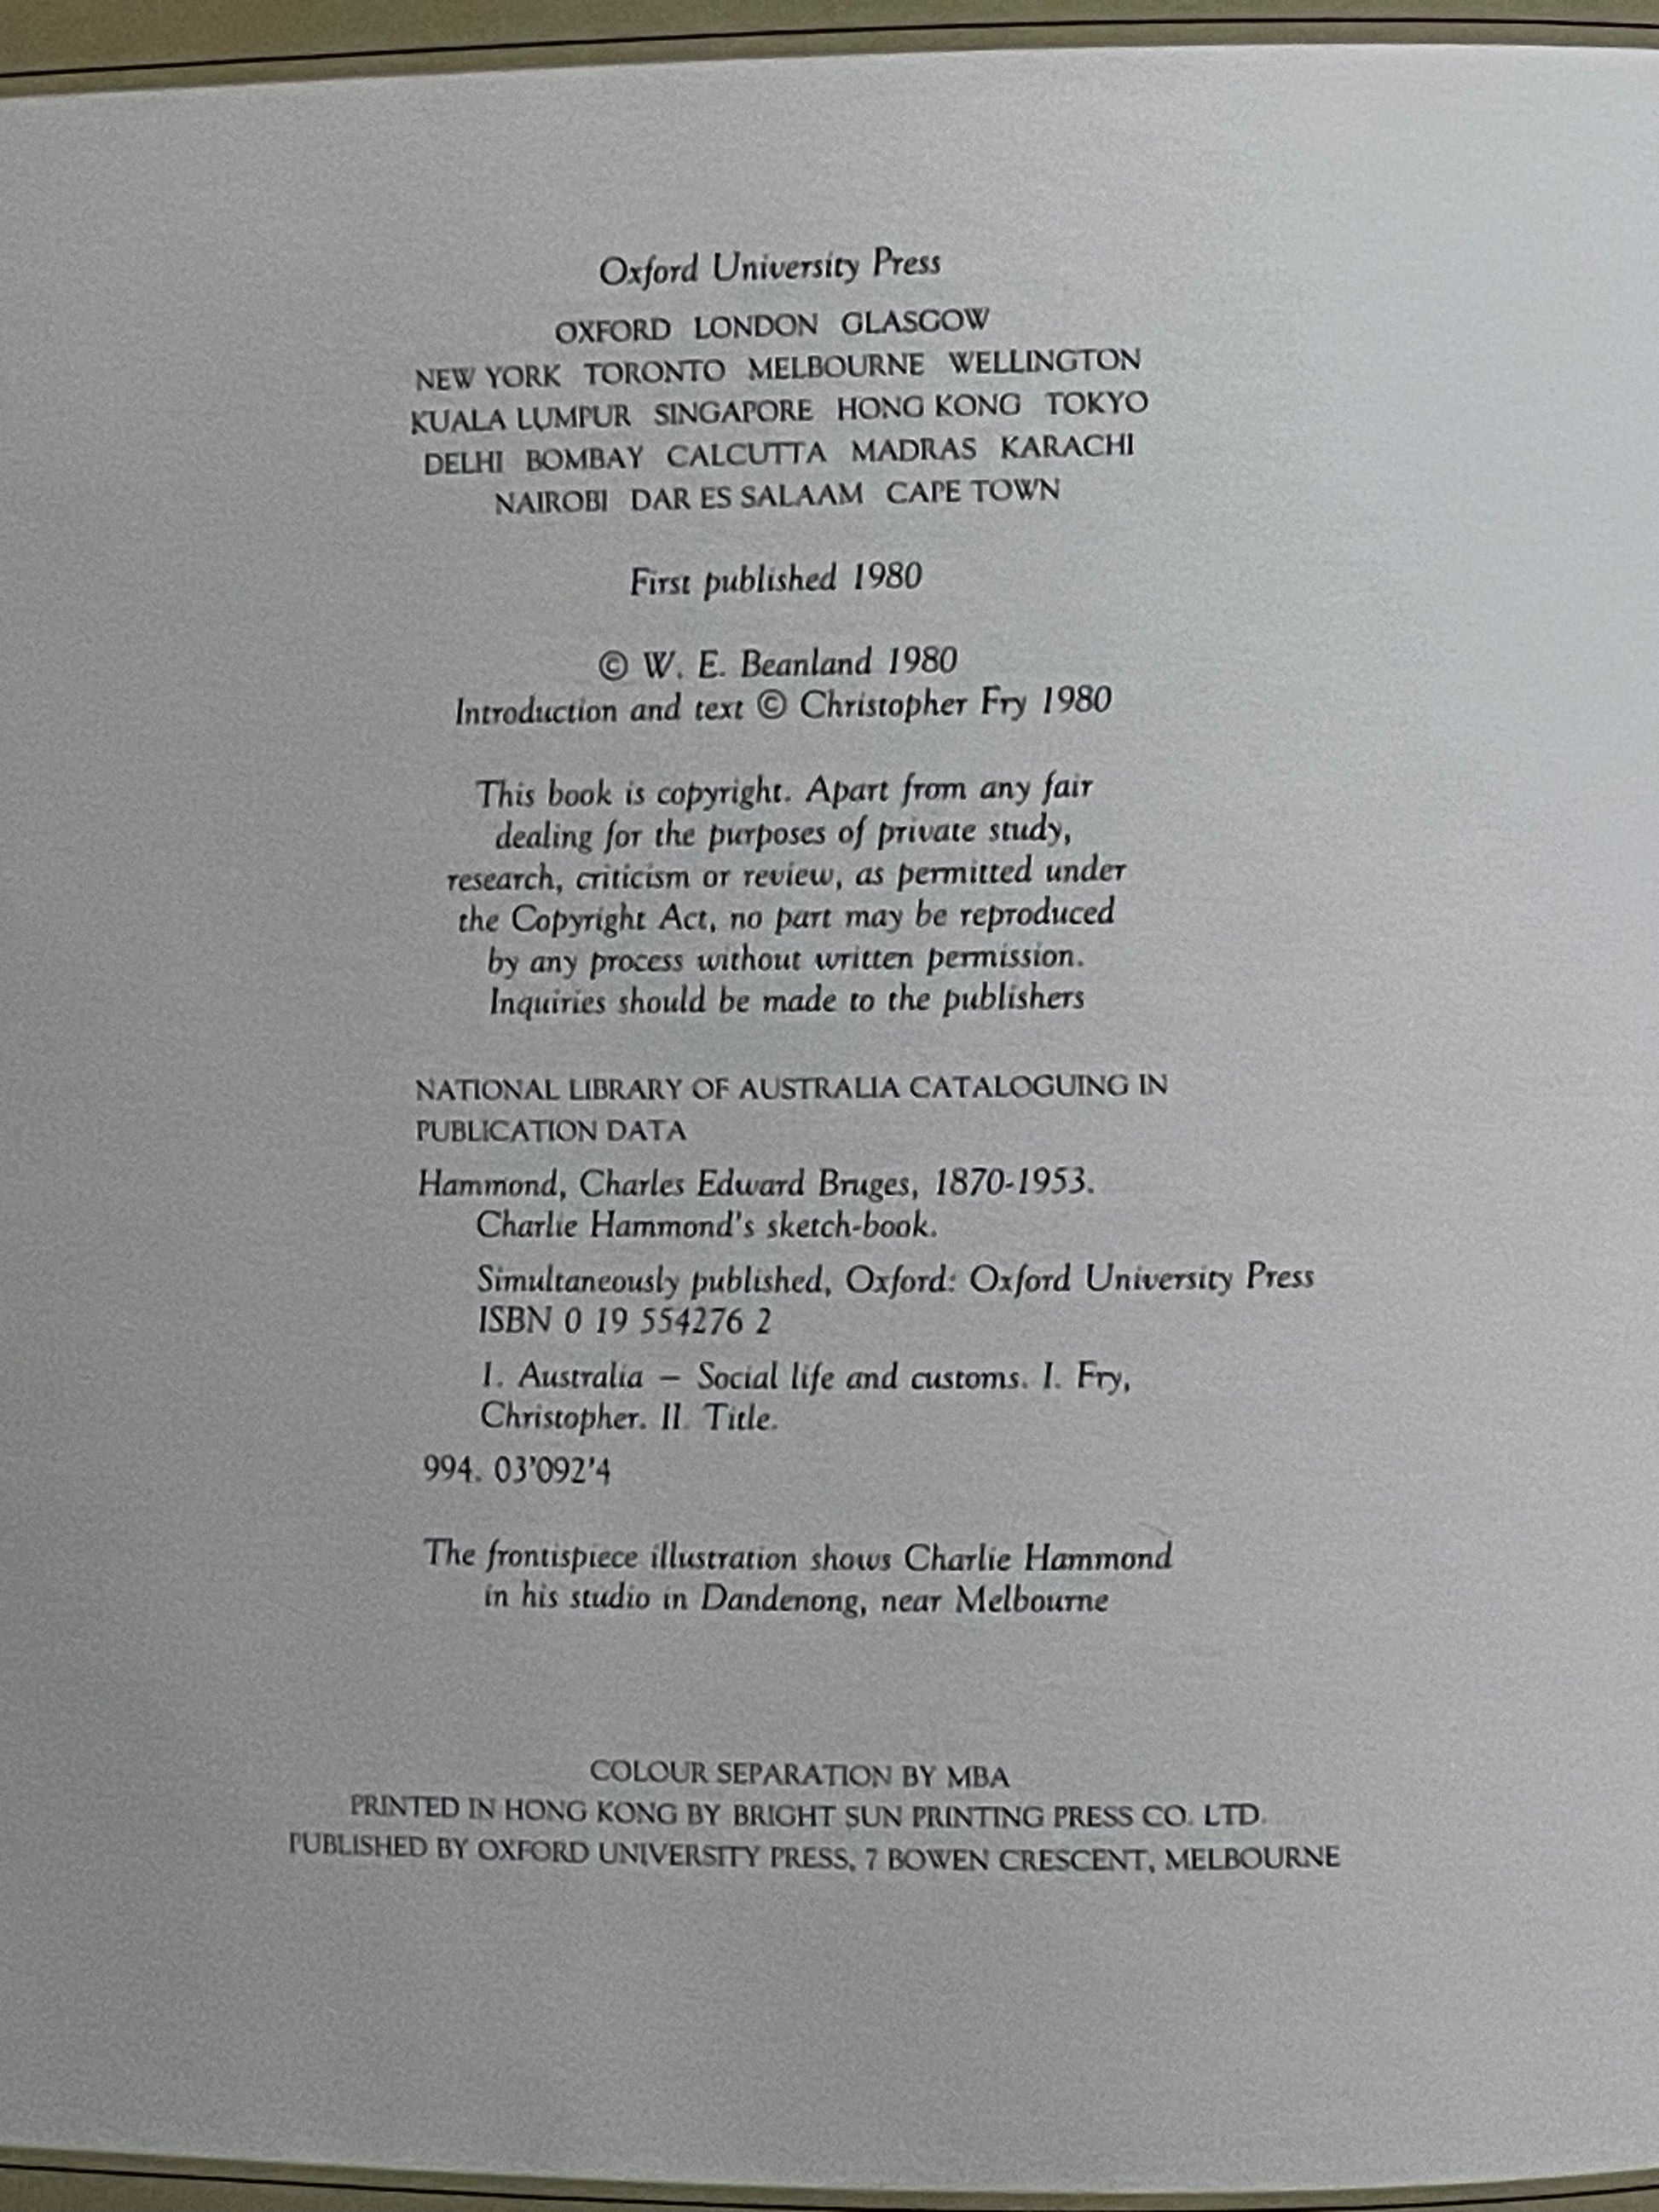 Oxford University Press
OXFORD LONDON GLASGOW
NEW YORK TORONTO MELBOURNE WELLINGTON
KUALA LUMPUR SINGAPORE HONG KONG TOKYO
DELHI BOMBAY CALCUTTA MADRAS KARACHI
NAIROBI DAR ES SALAAM CAPE TOWN
First published 1980
© W. E. Beanland 1980
Introduction and text © Christopher Fry 1980
This book is copyright. Apart from any fair
dealing for the purposes of private study,
research, criticism or review, as permitted under
the Copyright Act, no part may be reproduced
by any process without written permission.
Inquiries should be made to the publishers
NATIONAL LIBRARY OF AUSTRALIA CATALOGUING IN
PUBLICATION DATA
Hammond, Charles Edward Bruges, 1870-1953.
Charlie Hammond's sketch-book.
Simultaneously published, Oxford: Oxford University Press
ISBN 0 19 554276 2
1. Australia – Social life and customs. I. Fry,
Christopher. II. Title.
994. 03'092'4
The frontispiece illustration shows Charlie Hammond
in his studio in Dandenong, near Melbourne
COLOUR SEPARATION BY MBA
PRINTED IN HONG KONG BY BRIGHT SUN PRINTING PRESS CO. LTD.
PUBLISHED BY OXFORD UNIVERSITY PRESS, 7 BOWEN CRESCENT, MELBOURNE